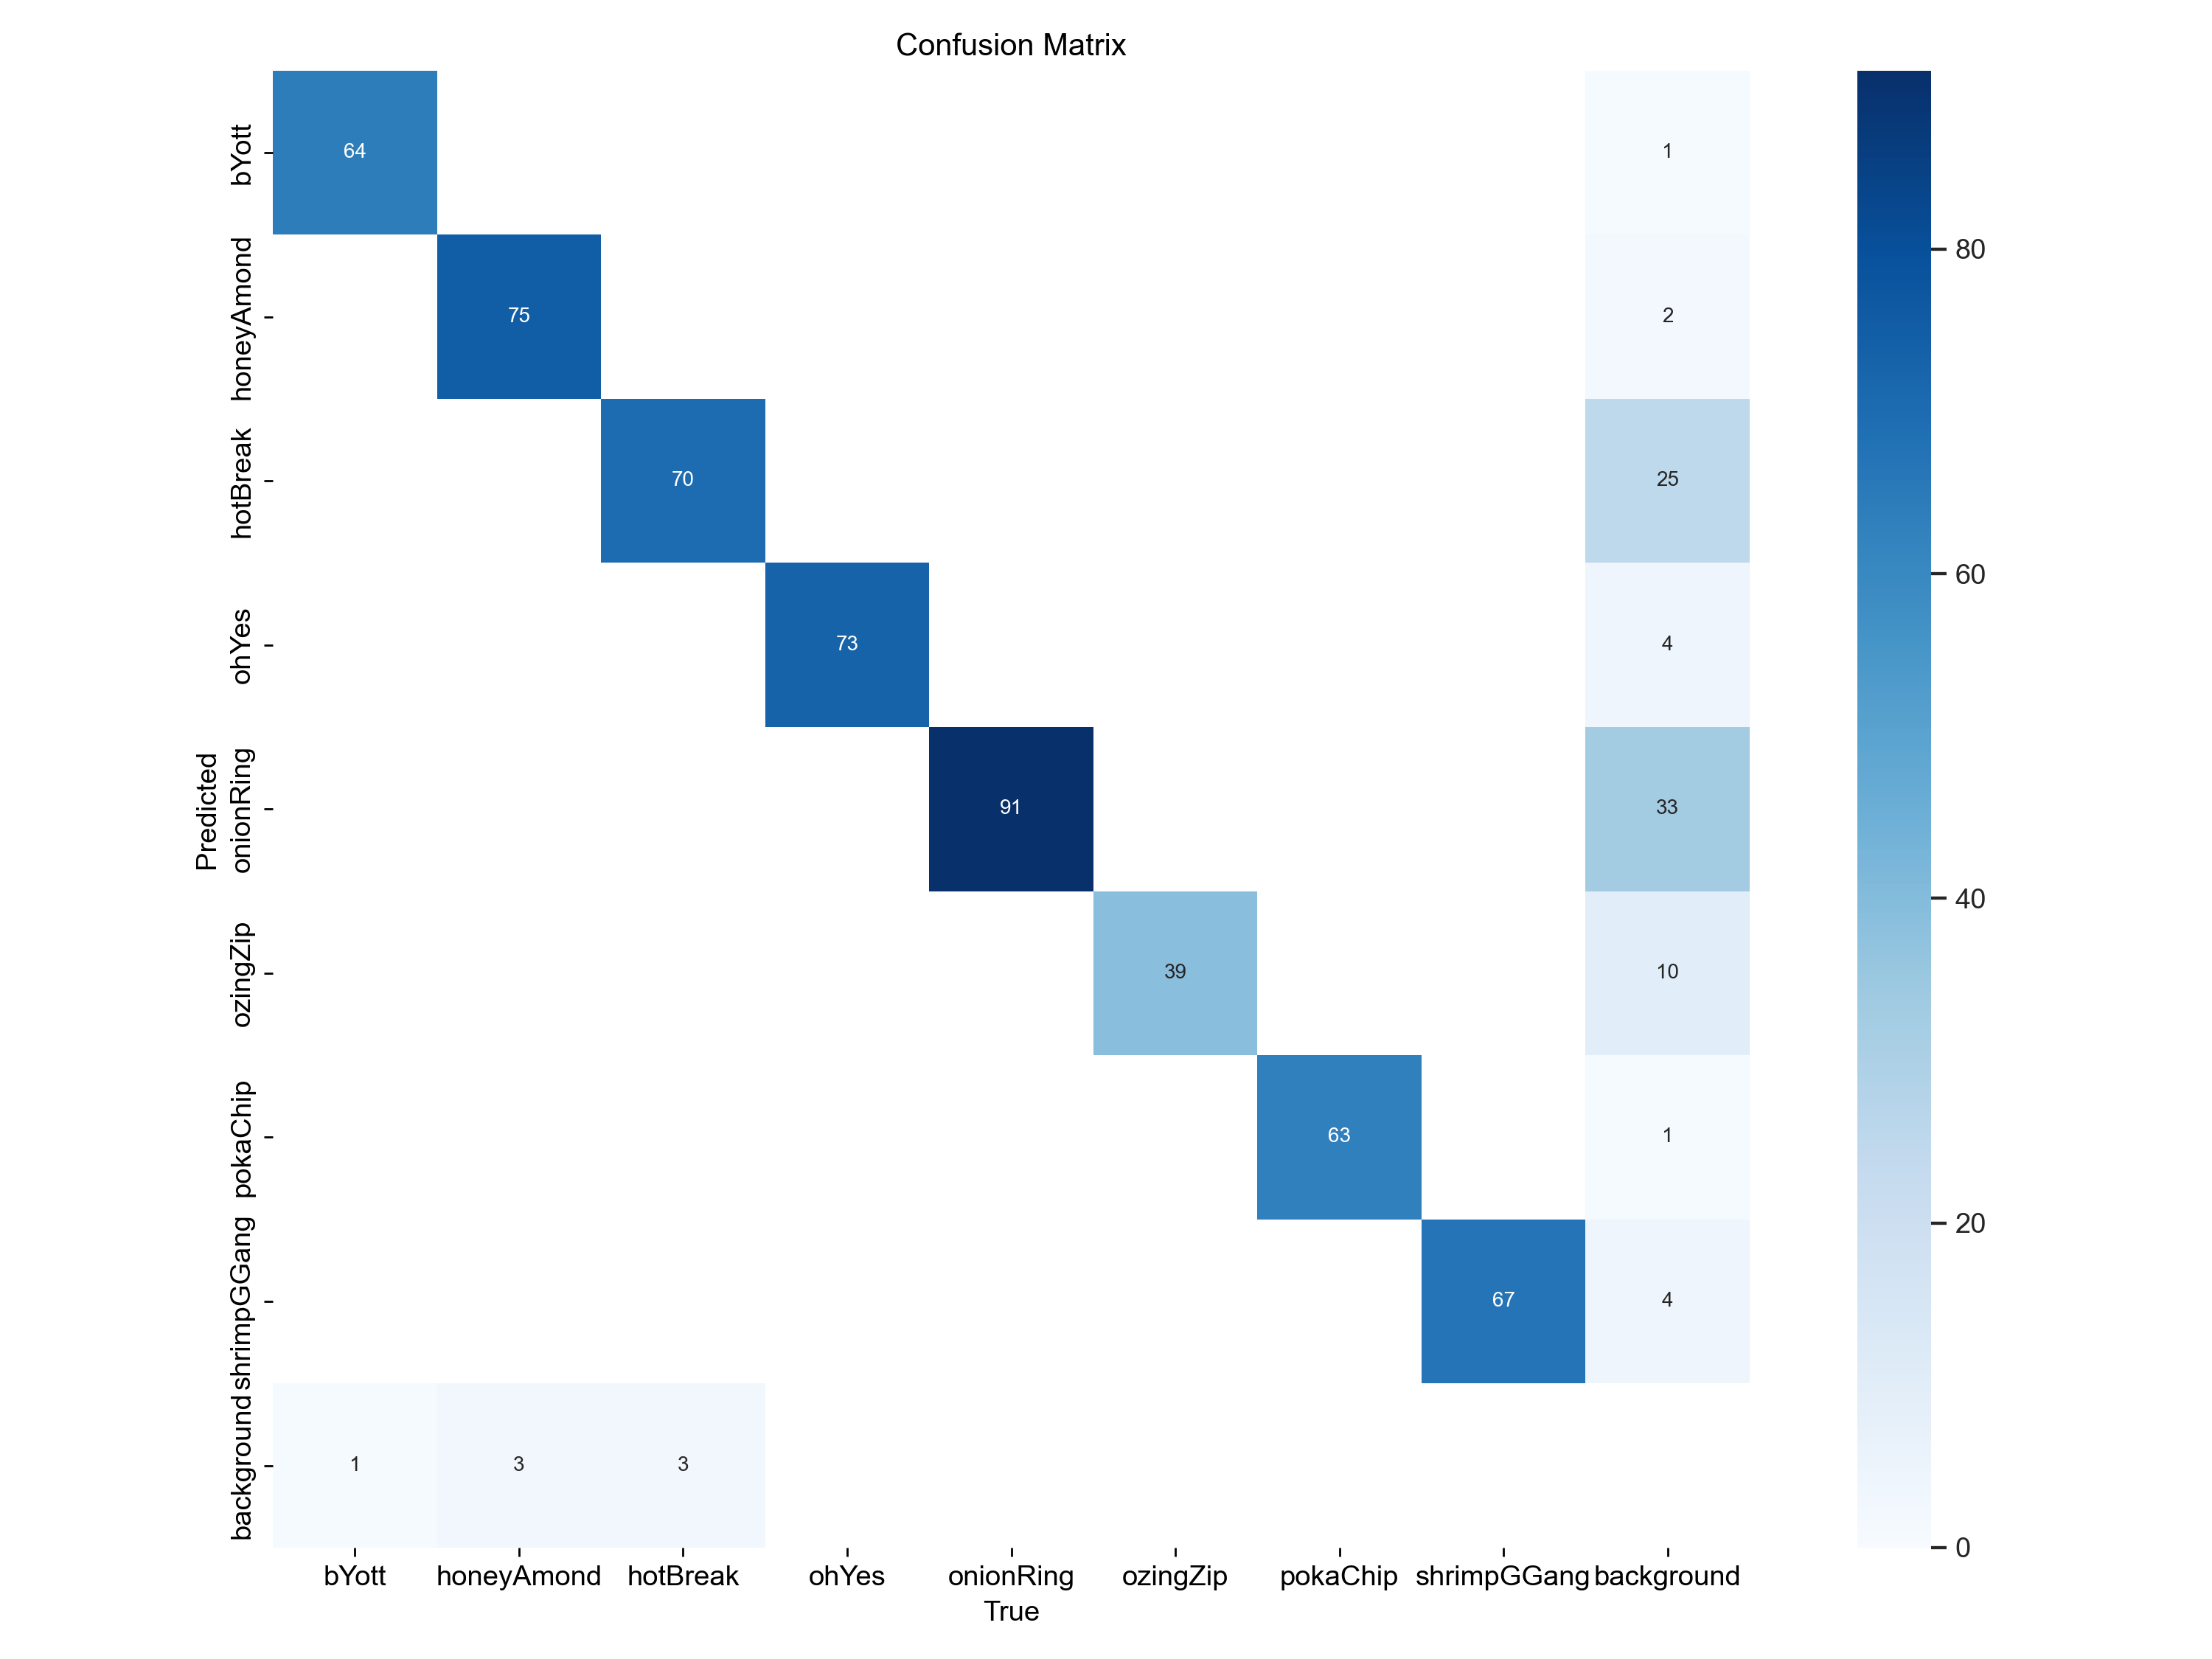 Confusion Matrix
bYott
64
1
honeyAmond
75
2
80
hotBreak
70
25
60
ohYes
73
4
Predicted
onionRing
91
33
40
ozingZip
39
10
pokaChip
63
1
20
shrimpGGang
67
4
background
1 3 3
0
bYott honeyAmond hotBreak ohYes onionRing ozingZip pokaChip shrimpGGang background
True